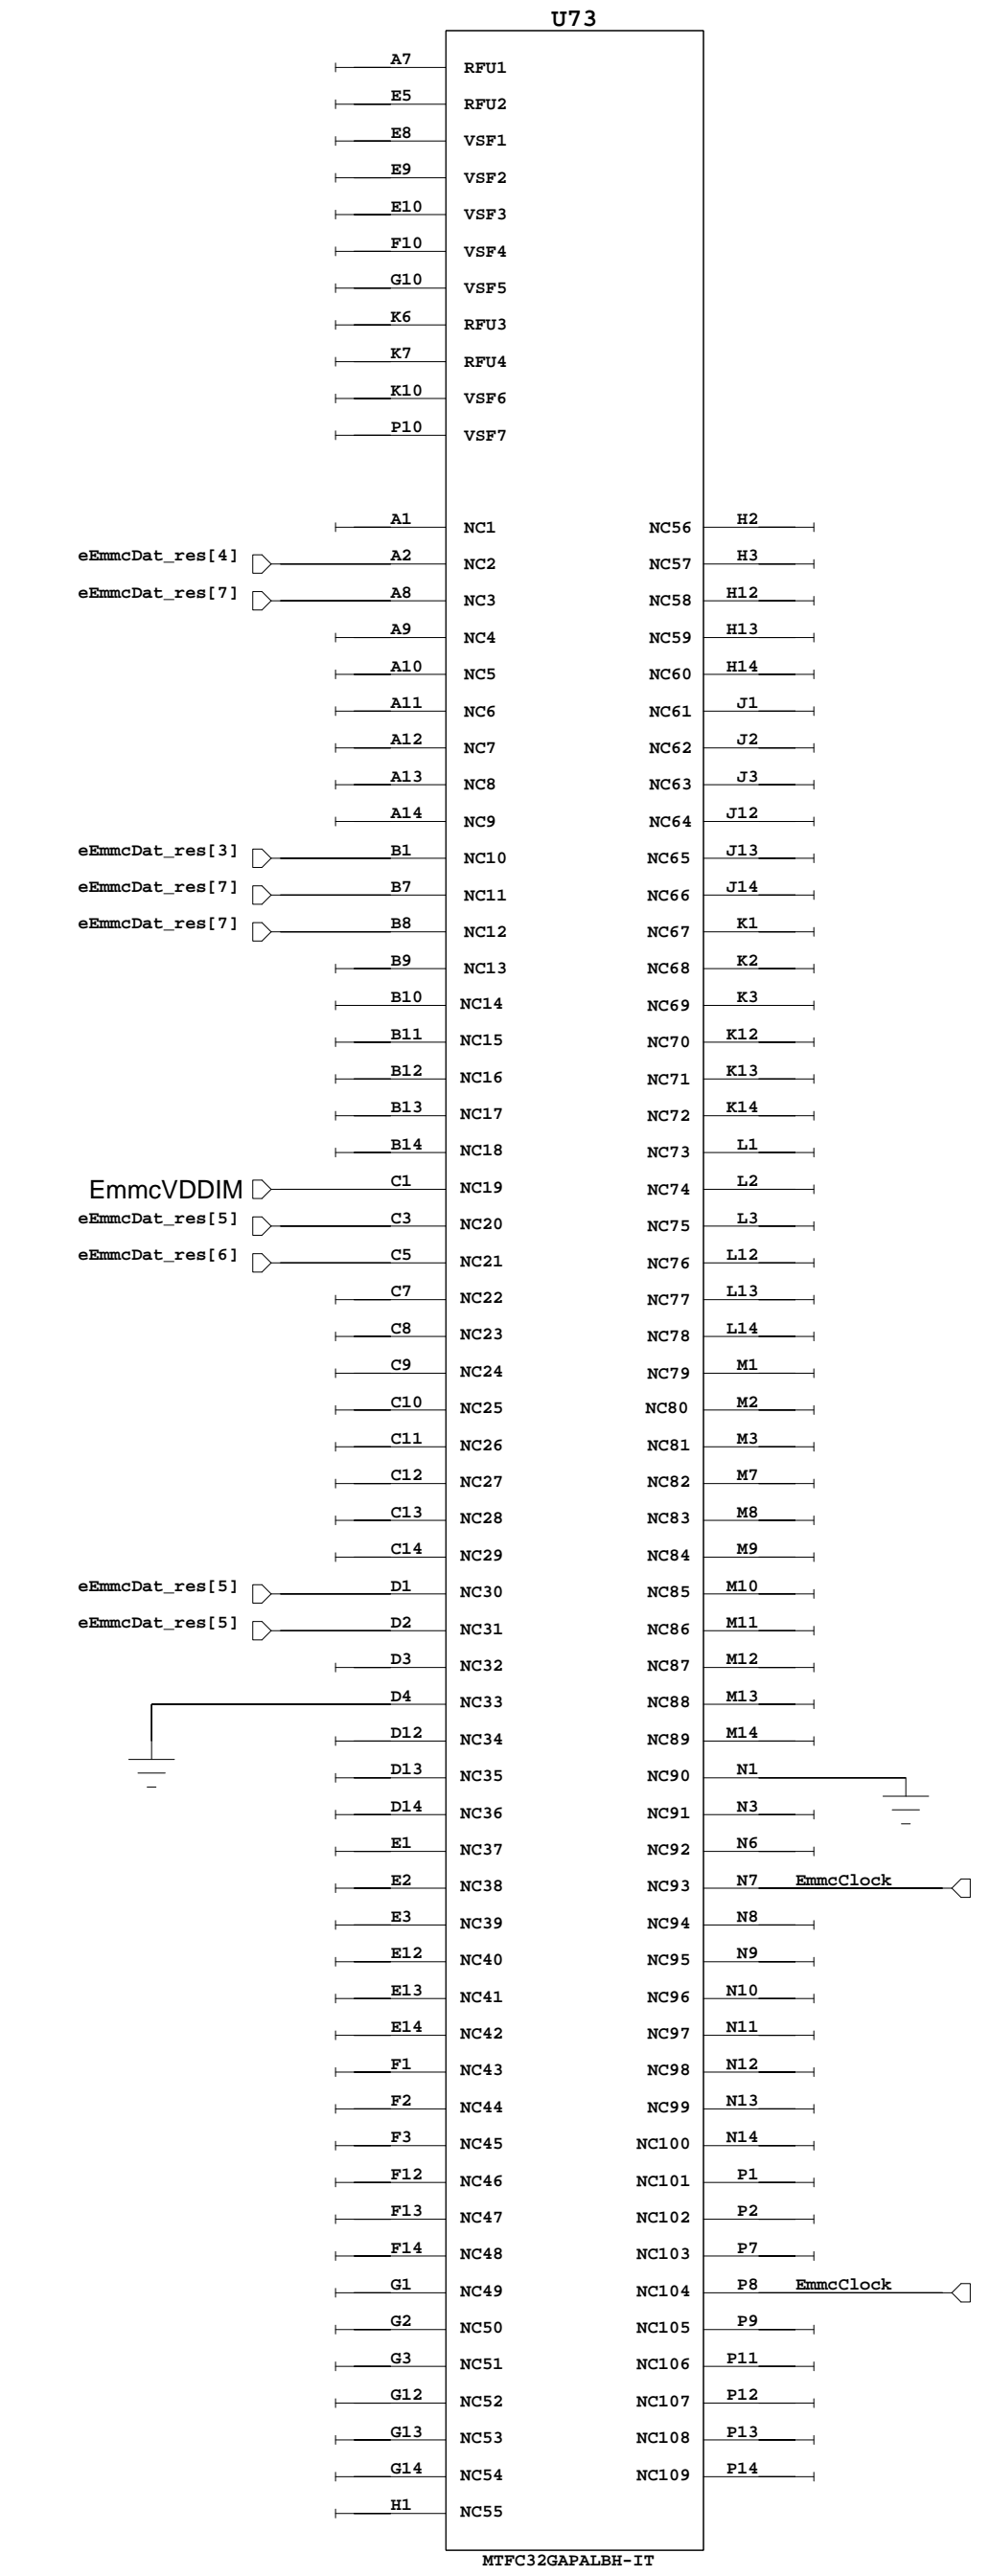 U73
A7 RFU1
E5 RFU2
E8 VSF1
E9 VSF2
E10 VSF3
F10 VSF4
G10 VSF5
K6 RFU3
K7 RFU4
K10 VSF6
P10 VSF7
A1 NC1 NC56 H2
eEmmcDat_res[4] A2 NC2 NC57 H3
eEmmcDat_res[7] A8 NC3 NC58 H12
A9 NC4 NC59 H13
A10 NC5 NC60 H14
A11 NC6 NC61 J1
A12 NC7 NC62 J2
A13 NC8 NC63 J3
A14 NC9 NC64 J12
eEmmcDat_res[3] B1 NC10 NC65 J13
eEmmcDat_res[7] B7 NC11 NC66 J14
eEmmcDat_res[7] B8 NC12 NC67 K1
B9 NC13 NC68 K2
B10 NC14 NC69 K3
B11 NC15 NC70 K12
B12 NC16 NC71 K13
B13 NC17 NC72 K14
B14 NC18 NC73 L1
EmmcVDDIM C1 NC19 NC74 L2
eEmmcDat_res[5] C3 NC20 NC75 L3
eEmmcDat_res[6] C5 NC21 NC76 L12
C7 NC22 NC77 L13
C8 NC23 NC78 L14
C9 NC24 NC79 M1
C10 NC25 NC80 M2
C11 NC26 NC81 M3
C12 NC27 NC82 M7
C13 NC28 NC83 M8
C14 NC29 NC84 M9
eEmmcDat_res[5] D1 NC30 NC85 M10
eEmmcDat_res[5] D2 NC31 NC86 M11
D3 NC32 NC87 M12
D4 NC33 NC88 M13
D12 NC34 NC89 M14
D13 NC35 NC90 N1
D14 NC36 NC91 N3
E1 NC37 NC92 N6
E2 NC38 NC93 N7 EmmcClock
E3 NC39 NC94 N8
E12 NC40 NC95 N9
E13 NC41 NC96 N10
E14 NC42 NC97 N11
F1 NC43 NC98 N12
F2 NC44 NC99 N13
F3 NC45 NC100 N14
F12 NC46 NC101 P1
F13 NC47 NC102 P2
F14 NC48 NC103 P7
G1 NC49 NC104 P8 EmmcClock
G2 NC50 NC105 P9
G3 NC51 NC106 P11
G12 NC52 NC107 P12
G13 NC53 NC108 P13
G14 NC54 NC109 P14
H1 NC55
MTFC32GAPALBH-IT